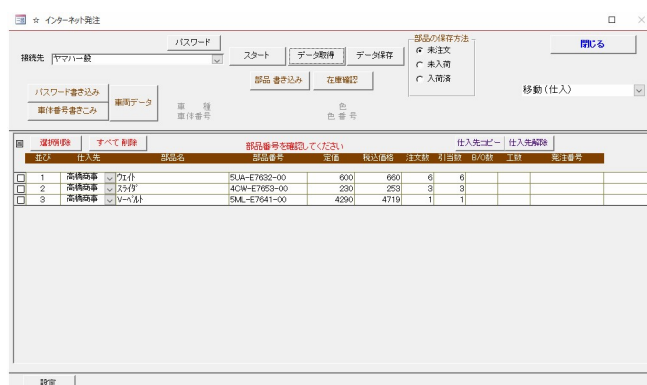 ☆ インターネット発注
パスワード
接続先 ヤマハ一般
スタート データ取得 データ保存
部品の保存方法
未注文
未入荷
入荷済
閉じる
部品 書き込み 在庫確認
パスワード書き込み
車両データ
車体番号書きこみ
車 種
車体番号
色
色 番 号
移動(仕入)
選択削除 すべて 削除
部品番号を確認してください
仕入先コピー 仕入先解除
並び 仕入先 部品名 部品番号 定価 税込価格 注文数 引当数 B/O数 工数 発注番号
1 高橋商事 ウエイト 5UA-E7632-00 600 660 6 6
2 高橋商事 スライダ 4CW-E7653-00 230 253 3 3
3 高橋商事 V-ベルト 5ML-E7641-00 4290 4719 1 1
設定